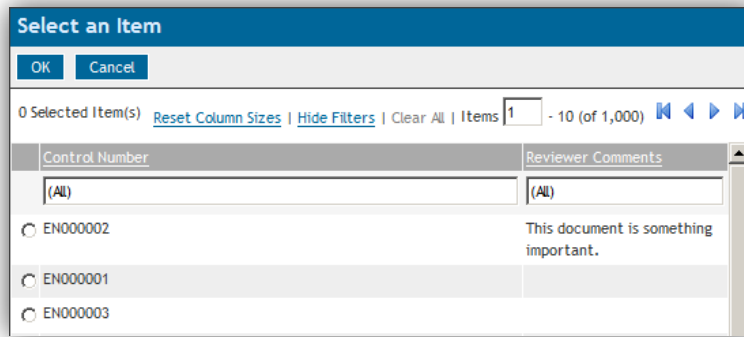 Select an Item
OK Cancel
0 Selected Item(s) Reset Column Sizes | Hide Filters | Clear All | Items 1 - 10 (of 1,000)
Control Number Reviewer Comments
(All) (All)
EN000002 This document is something
important.
EN000001
EN000003